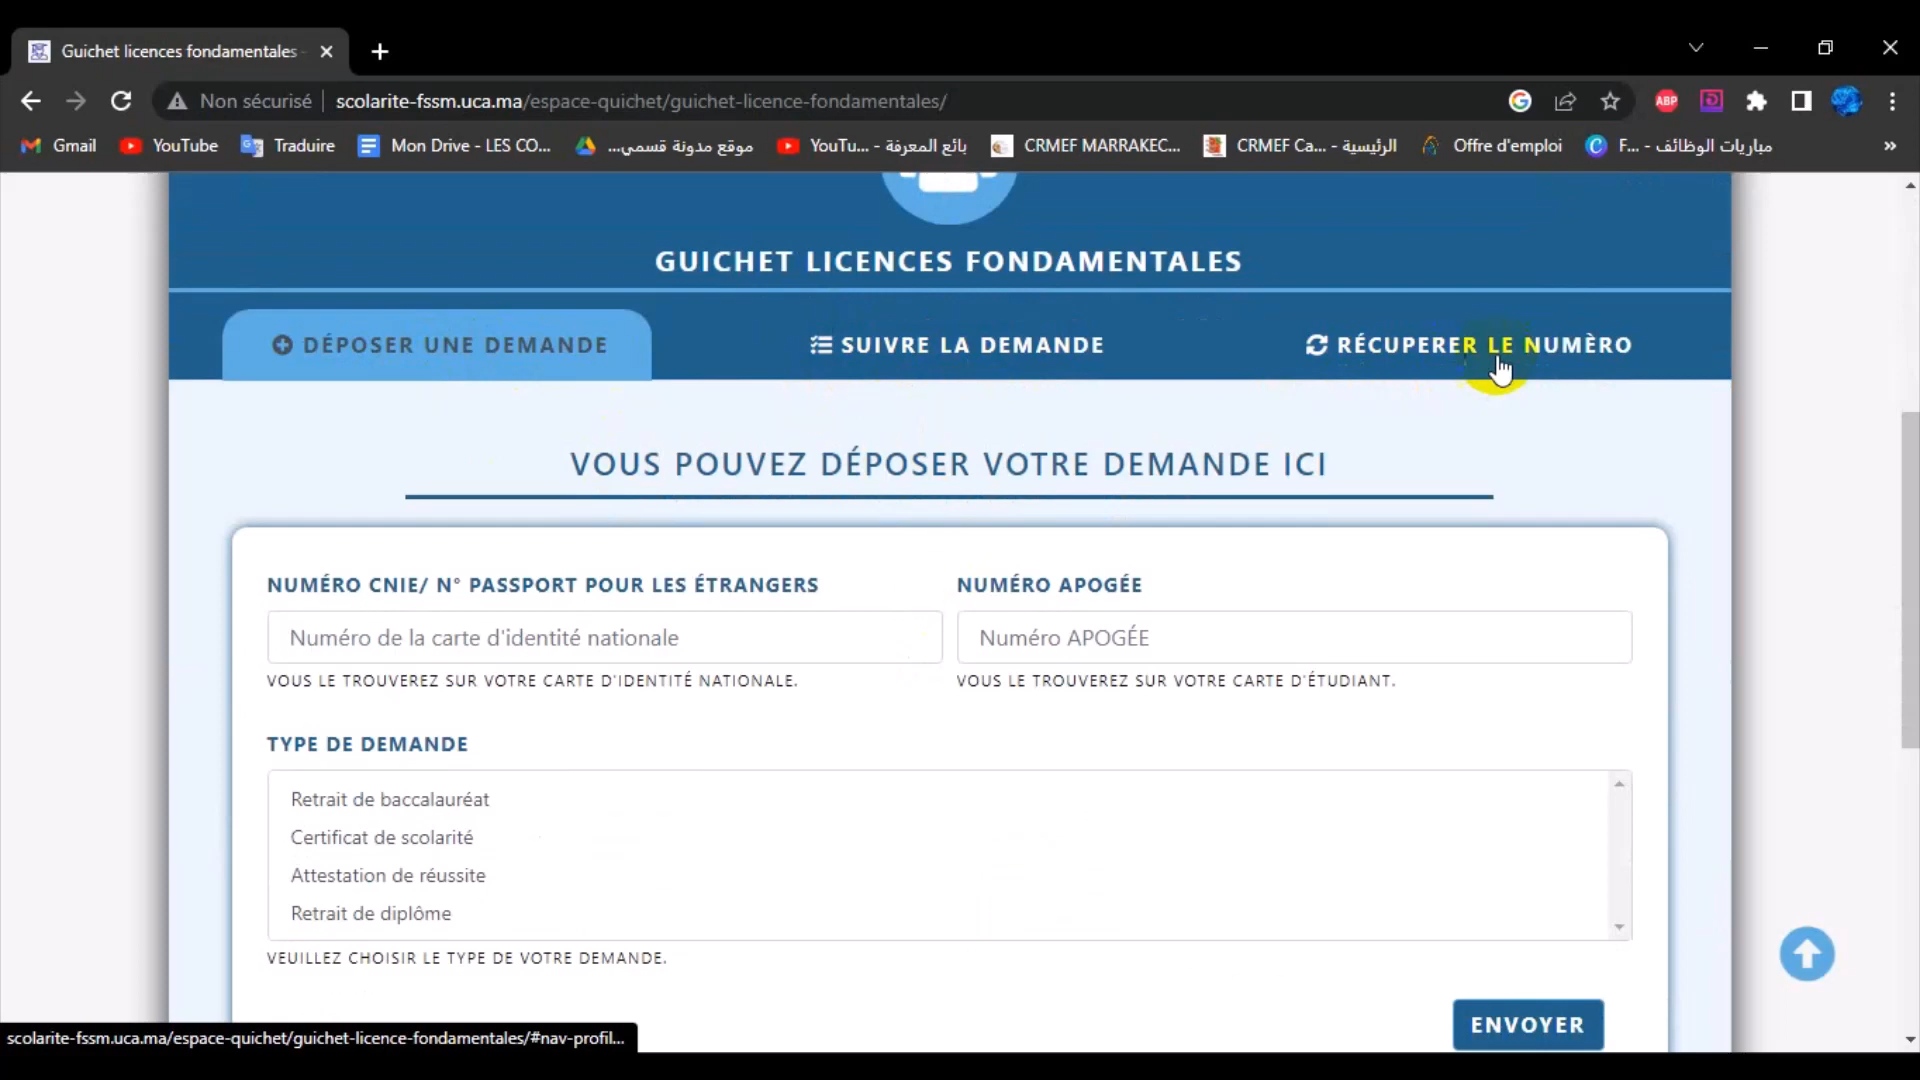 Guichet licences fondamentales -
Non sécurisé
scolarite-fssm.uca.ma/espace-quichet/guichet-licence-fondamentales/
ABP
Gmail
YouTube
Traduire
Mon Drive - LES CO...
موقع مدونة قسمي...
YouTu... - بائع المعرفة
CRMEF MARRAKEC...
CRMEF Ca... - الرئيسية
Offre d'emploi
F... - مباريات الوظائف
»
GUICHET LICENCES FONDAMENTALES
DÉPOSER UNE DEMANDE
SUIVRE LA DEMANDE
RÉCUPERER LE NUMÈRO
VOUS POUVEZ DÉPOSER VOTRE DEMANDE ICI
NUMÉRO CNIE/ N° PASSPORT POUR LES ÉTRANGERS
NUMÉRO APOGÉE
Numéro de la carte d'identité nationale
Numéro APOGÉE
VOUS LE TROUVEREZ SUR VOTRE CARTE D'IDENTITÉ NATIONALE.
VOUS LE TROUVEREZ SUR VOTRE CARTE D'ÉTUDIANT.
TYPE DE DEMANDE
Retrait de baccalauréat
Certificat de scolarité
Attestation de réussite
Retrait de diplôme
VEUILLEZ CHOISIR LE TYPE DE VOTRE DEMANDE.
ENVOYER
scolarite-fssm.uca.ma/espace-quichet/guichet-licence-fondamentales/#nav-profil...